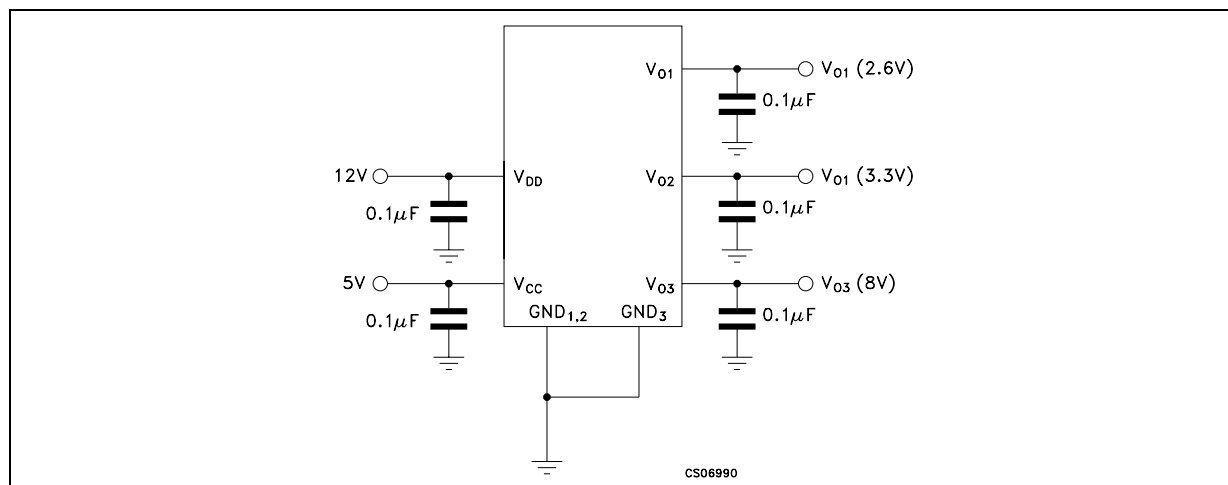 V01 V01 (2.6V)
0.1μF
12V VDD V02 V01 (3.3V)
0.1μF 0.1μF
5V VCC V03 V03 (8V)
GND1,2 GND3
0.1μF 0.1μF
CS06990